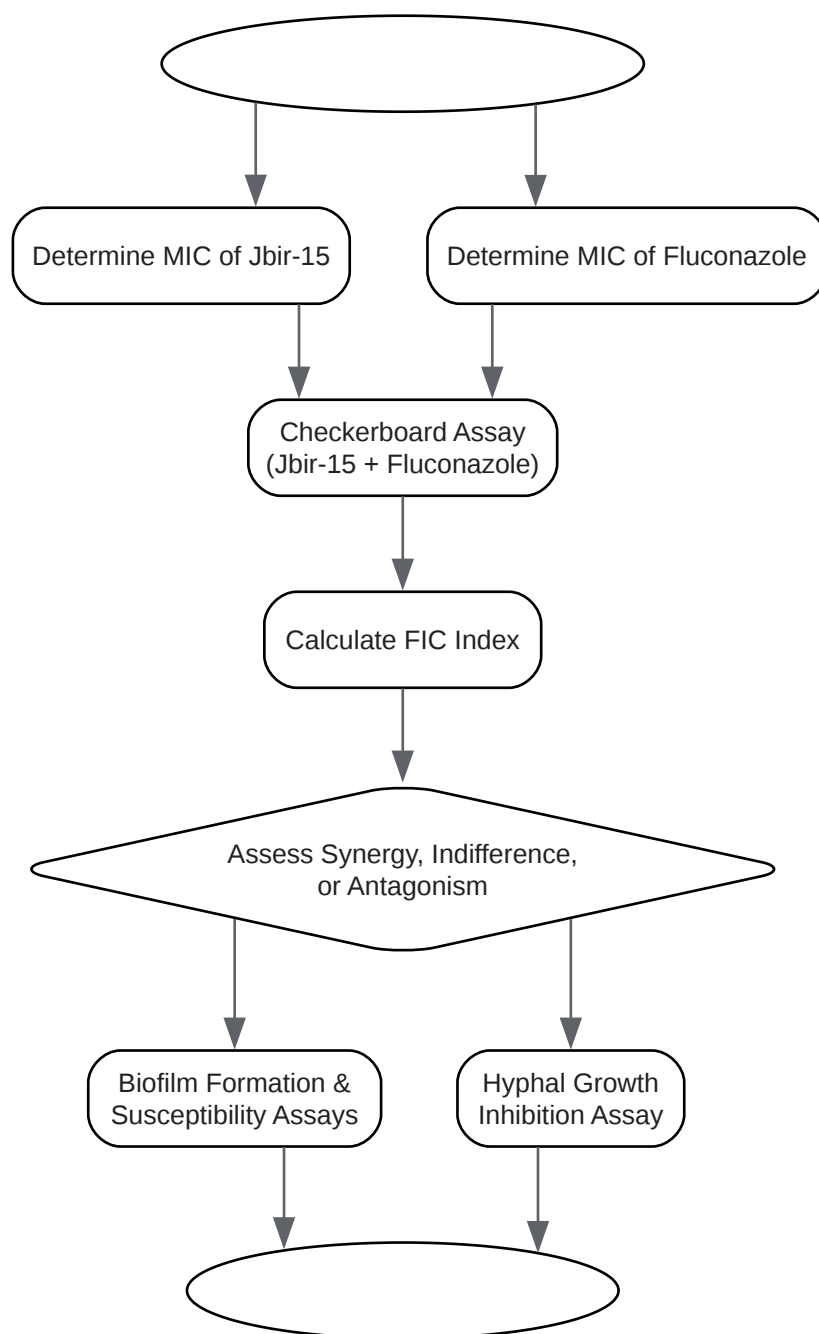 Determine MIC of Jbir-15
Determine MIC of Fluconazole
Checkerboard Assay
(Jbir-15 + Fluconazole)
Calculate FIC Index
Assess Synergy, Indifference,
or Antagonism
Biofilm Formation &
Susceptibility Assays
Hyphal Growth
Inhibition Assay